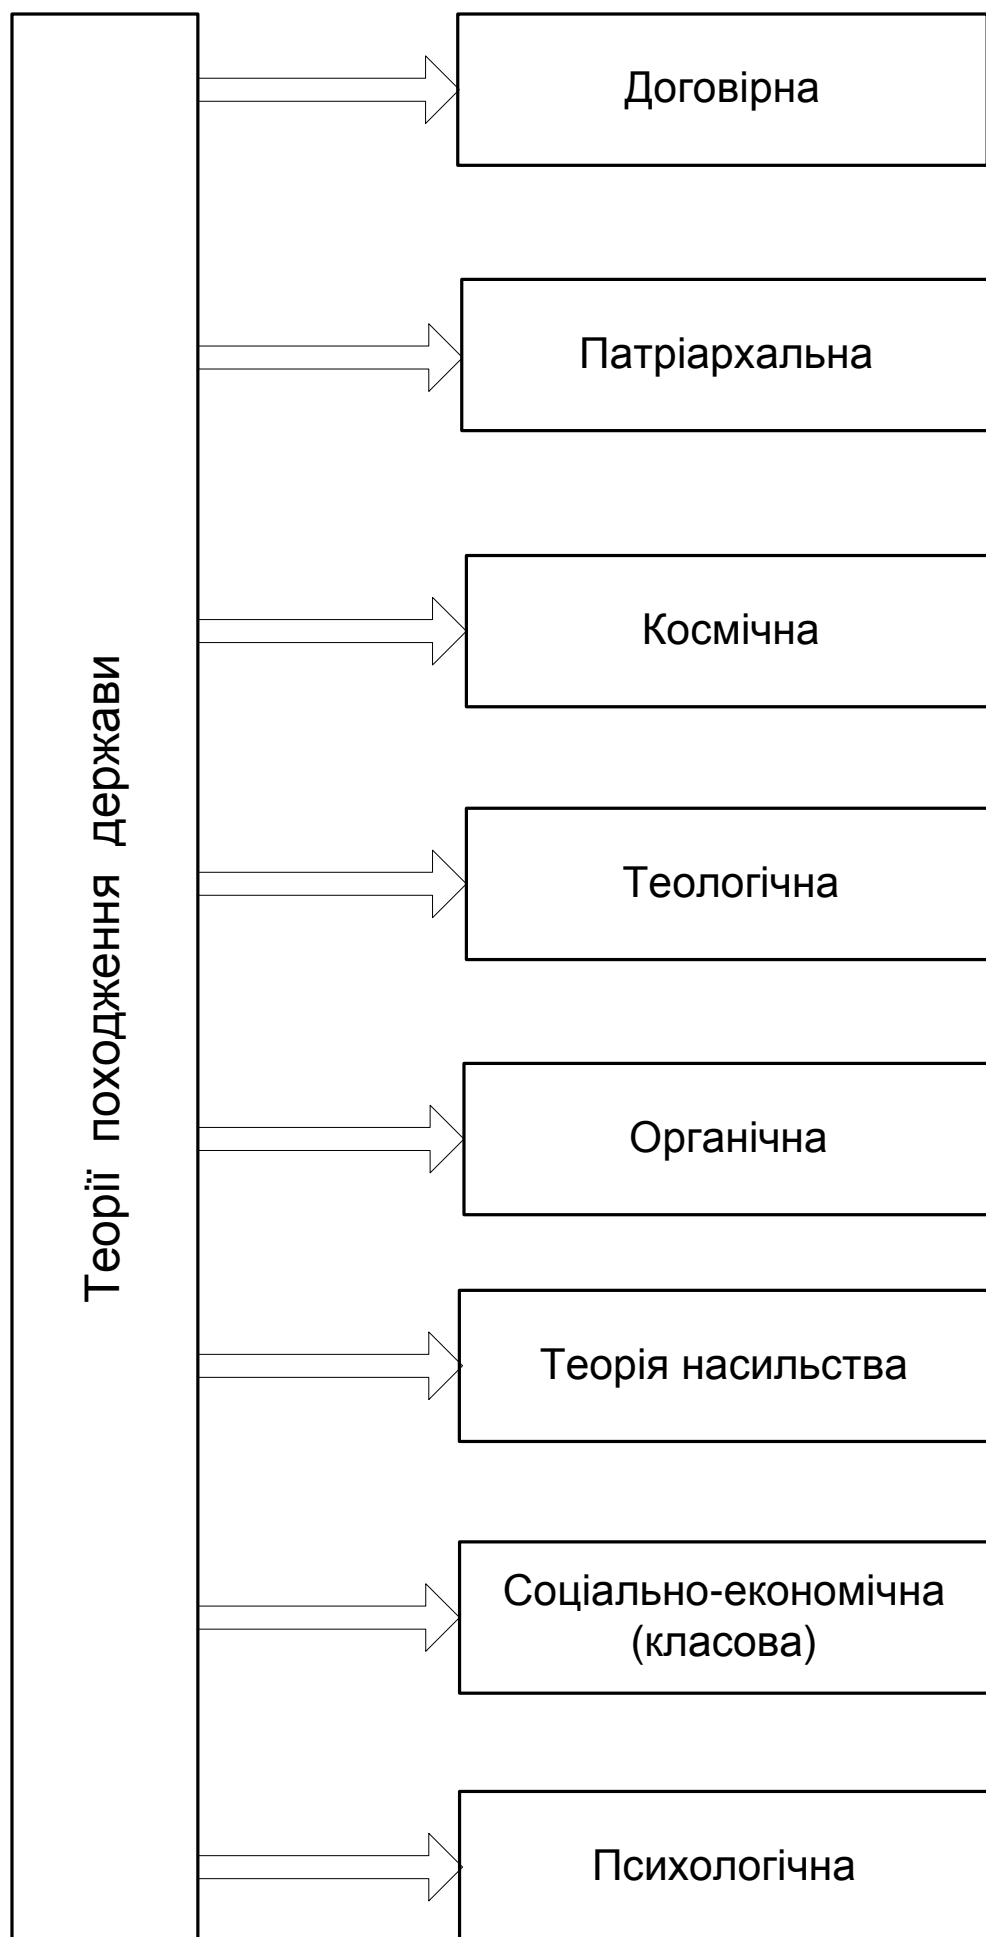 Теорії походження держави
Договірна
Патріархальна
Космічна
Теологічна
Органічна
Теорія насильства
Соціально-економічна
(класова)
Психологічна